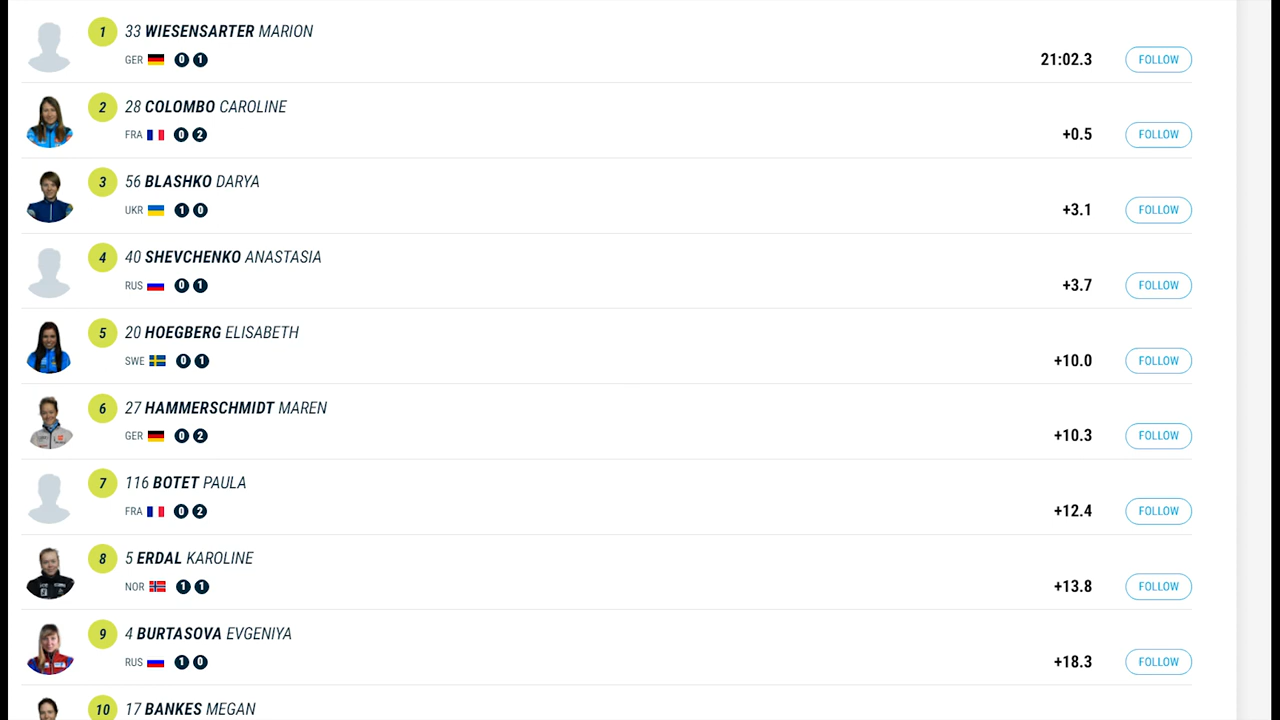 1 33 WIESENSARTER MARION
GER 0 1 21:02.3 FOLLOW
2 28 COLOMBO CAROLINE
FRA 0 2 +0.5 FOLLOW
3 56 BLASHKO DARYA
UKR 1 0 +3.1 FOLLOW
4 40 SHEVCHENKO ANASTASIA
RUS 0 1 +3.7 FOLLOW
5 20 HOEGBERG ELISABETH
SWE 0 1 +10.0 FOLLOW
6 27 HAMMERSCHMIDT MAREN
GER 0 2 +10.3 FOLLOW
7 116 BOTET PAULA
FRA 0 2 +12.4 FOLLOW
8 5 ERDAL KAROLINE
NOR 1 1 +13.8 FOLLOW
9 4 BURTASOVA EVGENIYA
RUS 1 0 +18.3 FOLLOW
10 17 BANKES MEGAN